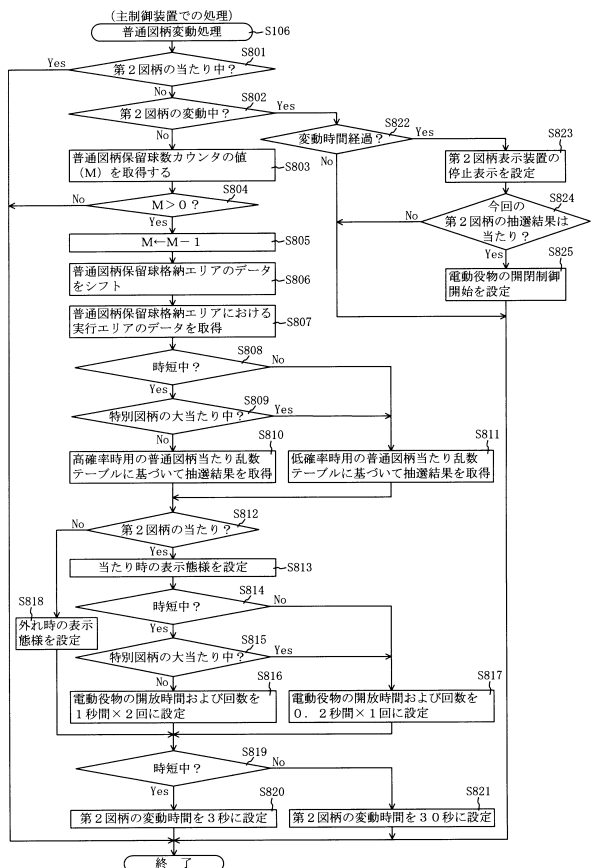 (主制御装置での処理)
普通図柄変動処理
S106
S801
Yes
第２図柄の当たり中？
No
S802
第２図柄の変動中？
Yes
No
S822
変動時間経過？
Yes
No
S823
第２図柄表示装置の
停止表示を設定
S824
今回の
第２図柄の抽選結果は
当たり？
No
Yes
S825
電動役物の開閉制御
開始を設定
普通図柄保留球数カウンタの値
（M）を取得する
S803
S804
No
M＞０？
Yes
M←M－１
S805
普通図柄保留球格納エリアのデータ
をシフト
S806
普通図柄保留球格納エリアにおける
実行エリアのデータを取得
S807
S808
時短中？
No
Yes
S809
特別図柄の大当たり中？
Yes
No
S810
高確率時用の普通図柄当たり乱数
テーブルに基づいて抽選結果を取得
S811
低確率時用の普通図柄当たり乱数
テーブルに基づいて抽選結果を取得
S812
No
第２図柄の当たり？
Yes
当たり時の表示態様を設定
S813
S814
時短中？
No
Yes
S818
外れ時の表示
態様を設定
S815
特別図柄の大当たり中？
Yes
No
S816
電動役物の開放時間および回数を
１秒間×２回に設定
S817
電動役物の開放時間および回数を
０．２秒間×１回に設定
S819
時短中？
No
Yes
S820
第２図柄の変動時間を３秒に設定
S821
第２図柄の変動時間を３０秒に設定
終　了